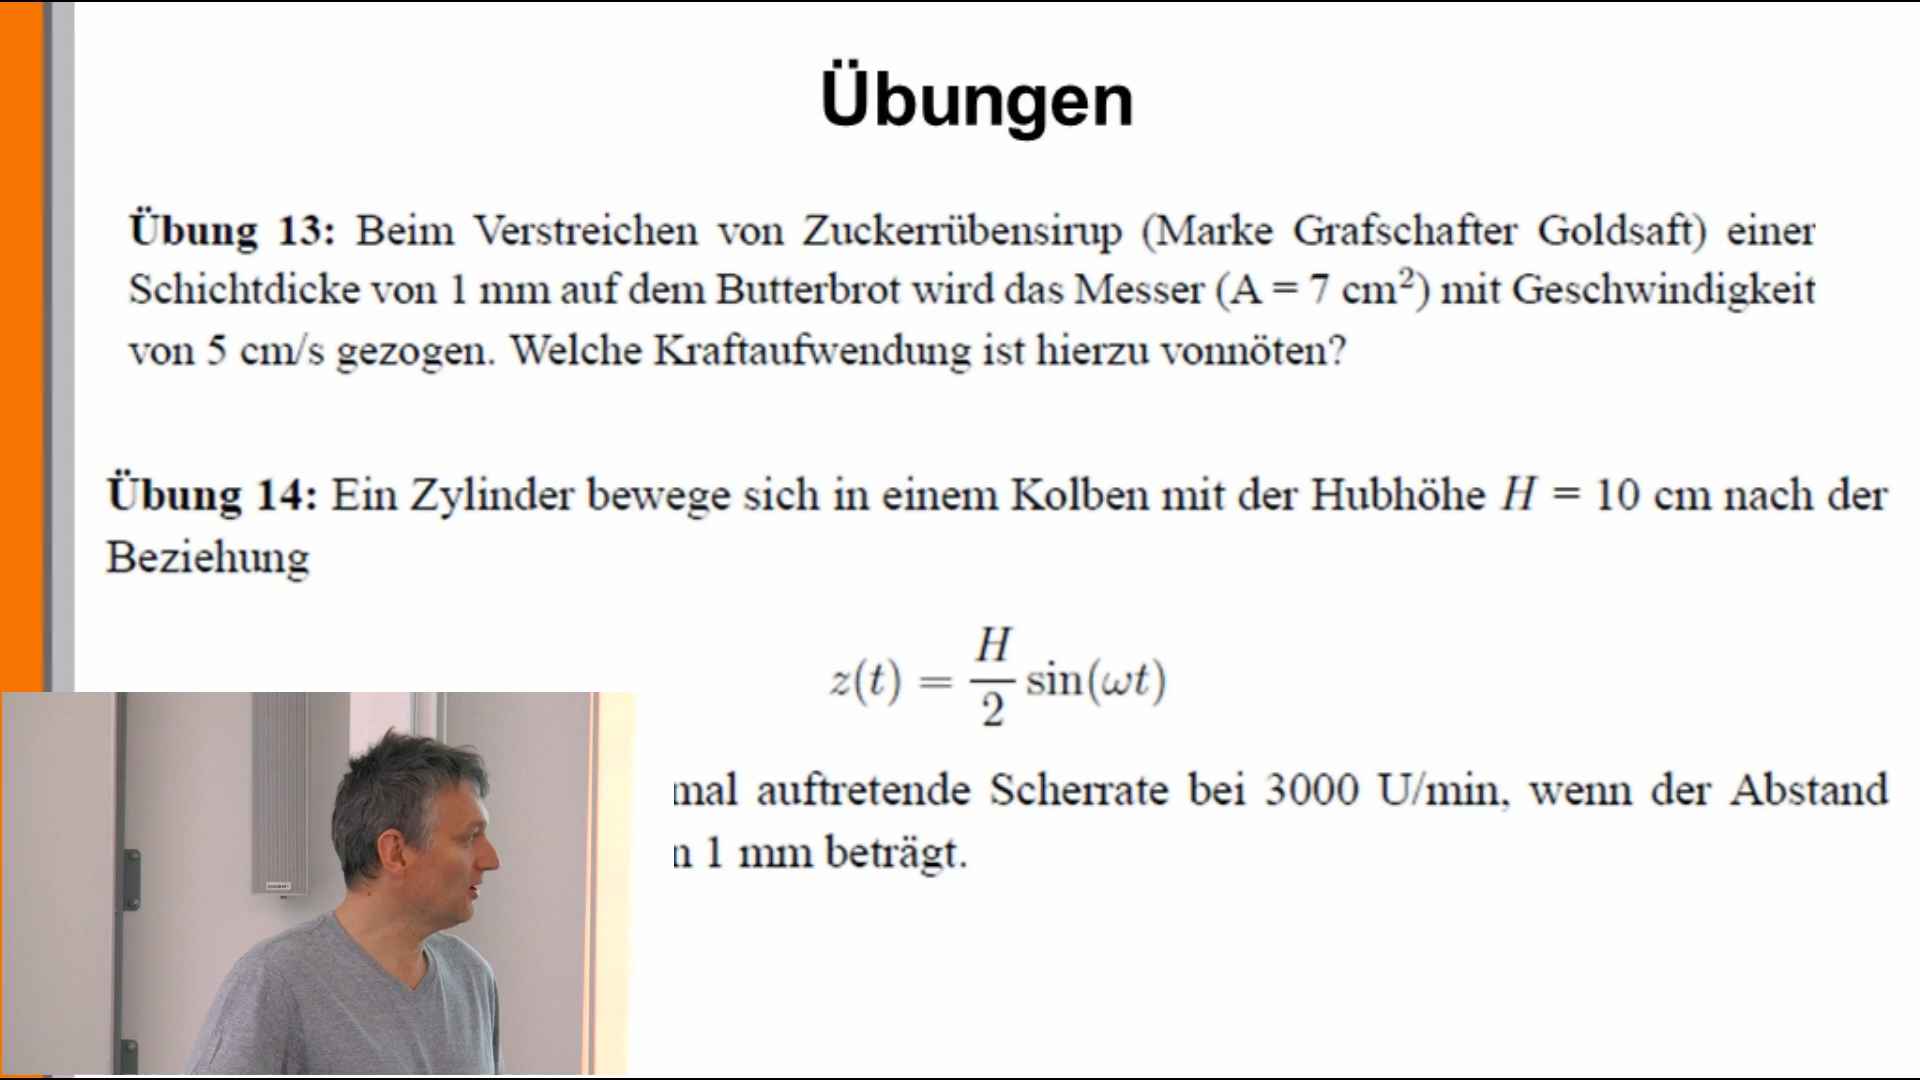 Übungen
Übung 13: Beim Verstreichen von Zuckerrübensirup (Marke Grafschafter Goldsaft) einer
Schichtdicke von 1 mm auf dem Butterbrot wird das Messer (A = 7 cm²) mit Geschwindigkeit
von 5 cm/s gezogen. Welche Kraftaufwendung ist hierzu vonnöten?
Übung 14: Ein Zylinder bewege sich in einem Kolben mit der Hubhöhe H = 10 cm nach der
Beziehung
z(t) = H/2 sin(ωt)
mal auftretende Scherrate bei 3000 U/min, wenn der Abstand
n 1 mm beträgt.